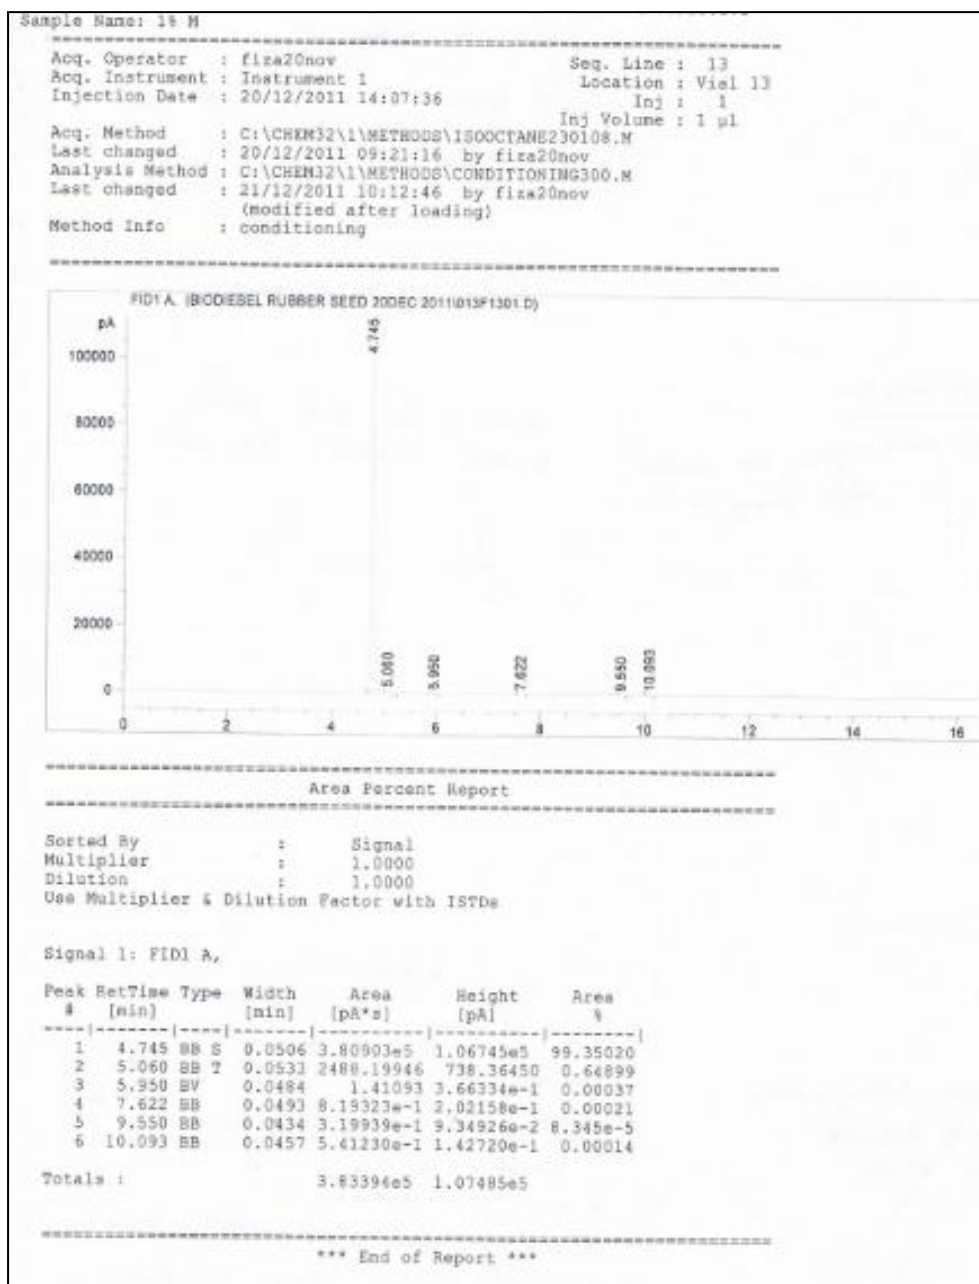 Sample Name: 18 M
Acq. Operator : fiza20nov Seq. Line : 13
Acq. Instrument : Instrument 1 Location : Vial 13
Injection Date : 20/12/2011 14:07:36 Inj : 1
Inj Volume : 1 µl
Acq. Method : C:\CHEM32\1\METHODS\ISOOCTANE230108.M
Last changed : 20/12/2011 09:21:16 by fiza20nov
Analysis Method : C:\CHEM32\1\METHODS\CONDITIONING300.M
Last changed : 21/12/2011 10:12:46 by fiza20nov
(modified after loading)
Method Info : conditioning
FID1 A, (BIODIESEL RUBBER SEED 20DEC 2011\013F1301.D)
pA
4.745
100000
80000
60000
40000
20000
5.060 5.950 7.622 9.550 10.093
0
0 2 4 6 8 10 12 14 16
Area Percent Report
Sorted By : Signal
Multiplier : 1.0000
Dilution : 1.0000
Use Multiplier & Dilution Factor with ISTDs
Signal 1: FID1 A,
Peak RetTime Type Width Area Height Area
# [min] [min] [pA*s] [pA] %
----|-------|----|-------|----------|----------|--------|
1 4.745 BB S 0.0506 3.80903e5 1.06745e5 99.35020
2 5.060 BB T 0.0533 2488.19946 738.36450 0.64899
3 5.950 BV 0.0484 1.41093 3.66334e-1 0.00037
4 7.622 BB 0.0493 8.19323e-1 2.02158e-1 0.00021
5 9.550 BB 0.0434 3.19939e-1 9.34926e-2 8.345e-5
6 10.093 BB 0.0457 5.41230e-1 1.42720e-1 0.00014
Totals : 3.83394e5 1.07485e5
*** End of Report ***